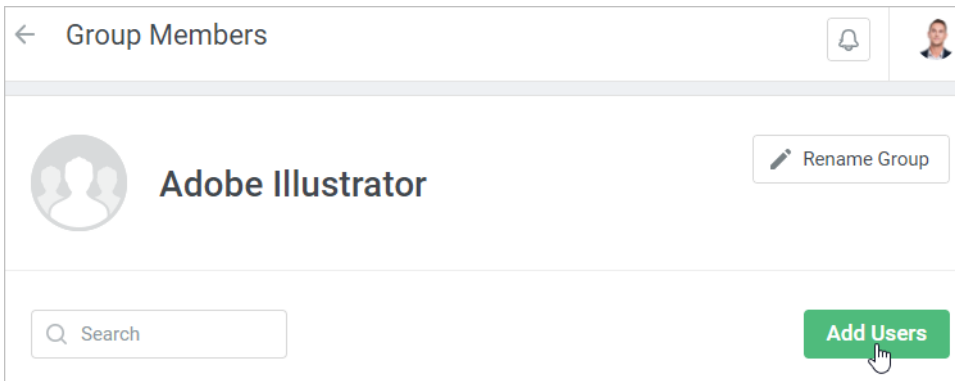 Group Members
Rename Group
Adobe Illustrator
Search
Add Users